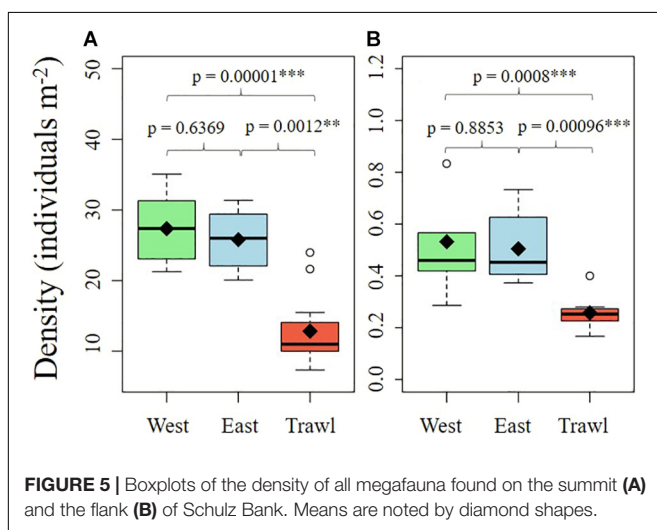 A
B
Density (individuals m⁻²)
50
40
30
20
10
p = 0.00001***
p = 0.6369
p = 0.0012**
West
East
Trawl
1.2
1.0
0.8
0.6
0.4
0.2
0.0
p = 0.0008***
p = 0.8853
p = 0.00096***
West
East
Trawl
FIGURE 5 | Boxplots of the density of all megafauna found on the summit (A)
and the flank (B) of Schulz Bank. Means are noted by diamond shapes.